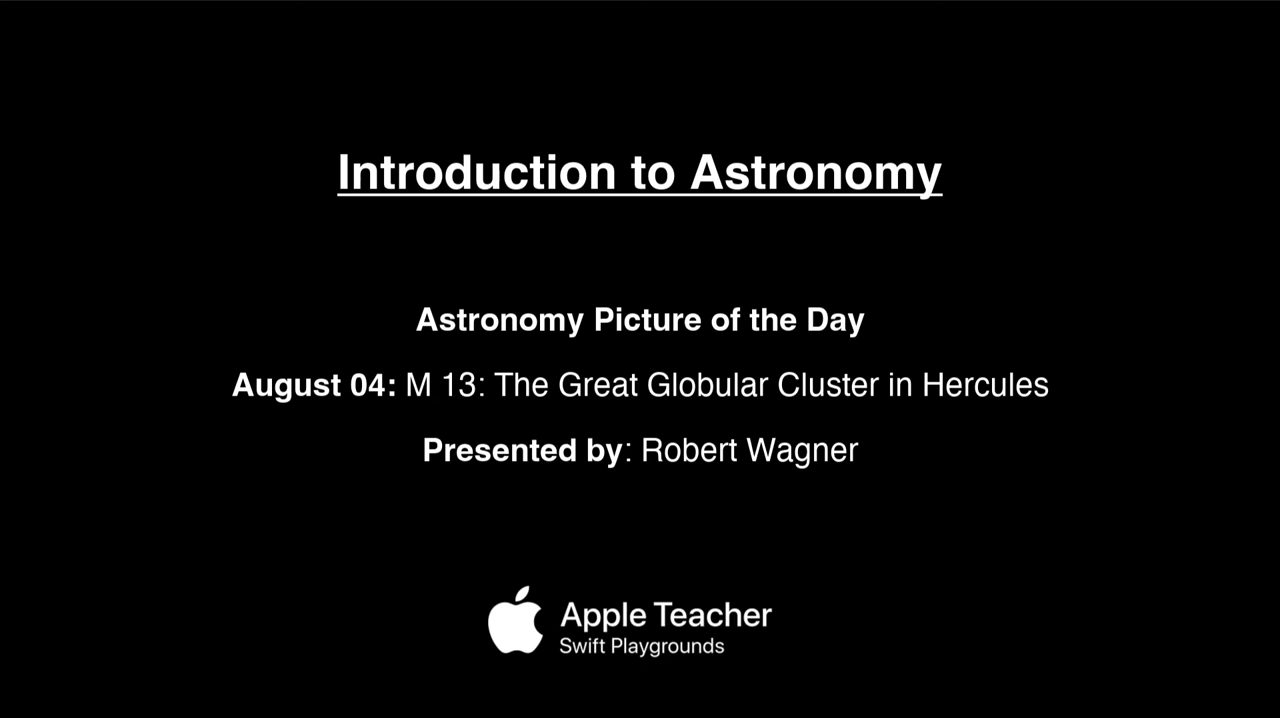 Introduction to Astronomy
Astronomy Picture of the Day
August 04: M 13: The Great Globular Cluster in Hercules
Presented by: Robert Wagner
Apple Teacher
Swift Playgrounds